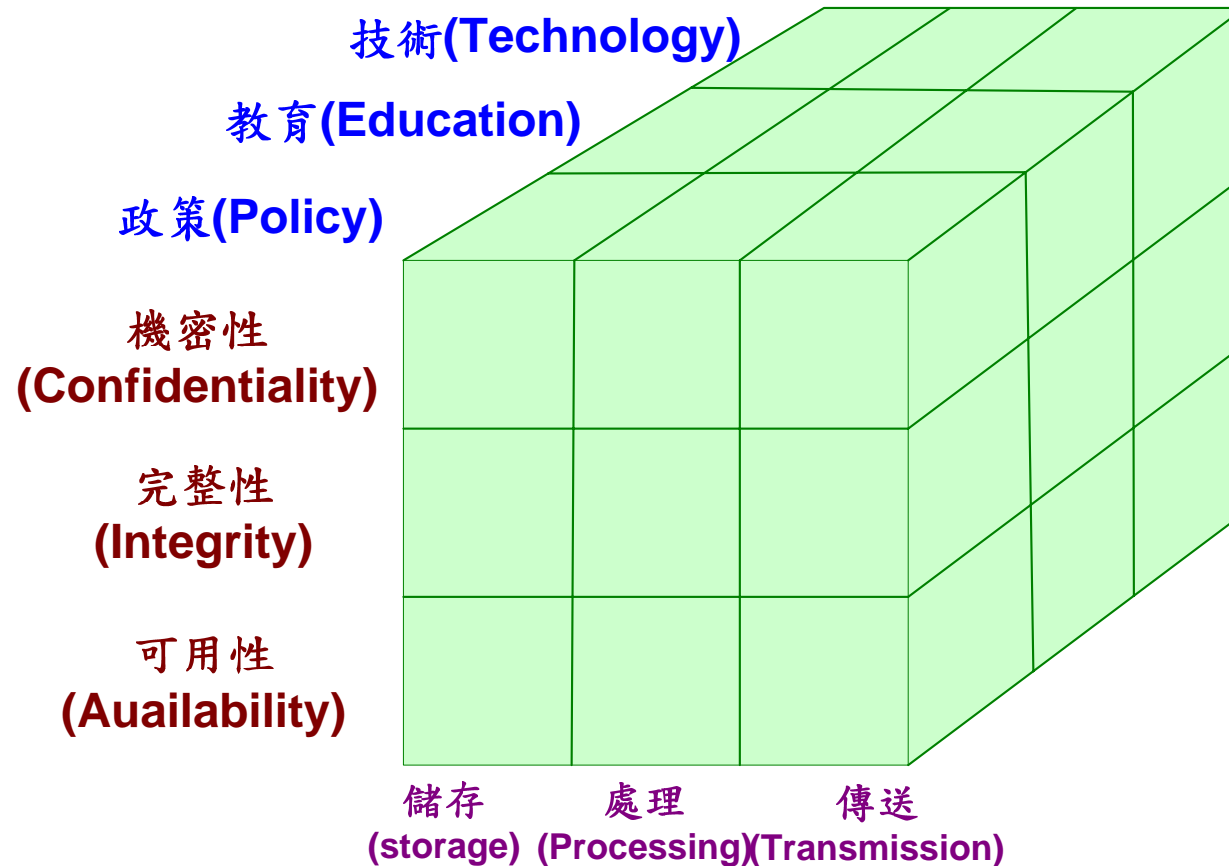 技術(Technology)
教育(Education)
政策(Policy)
機密性
(Confidentiality)
完整性
(Integrity)
可用性
(Auailability)
儲存 處理 傳送
(storage) (Processing)(Transmission)